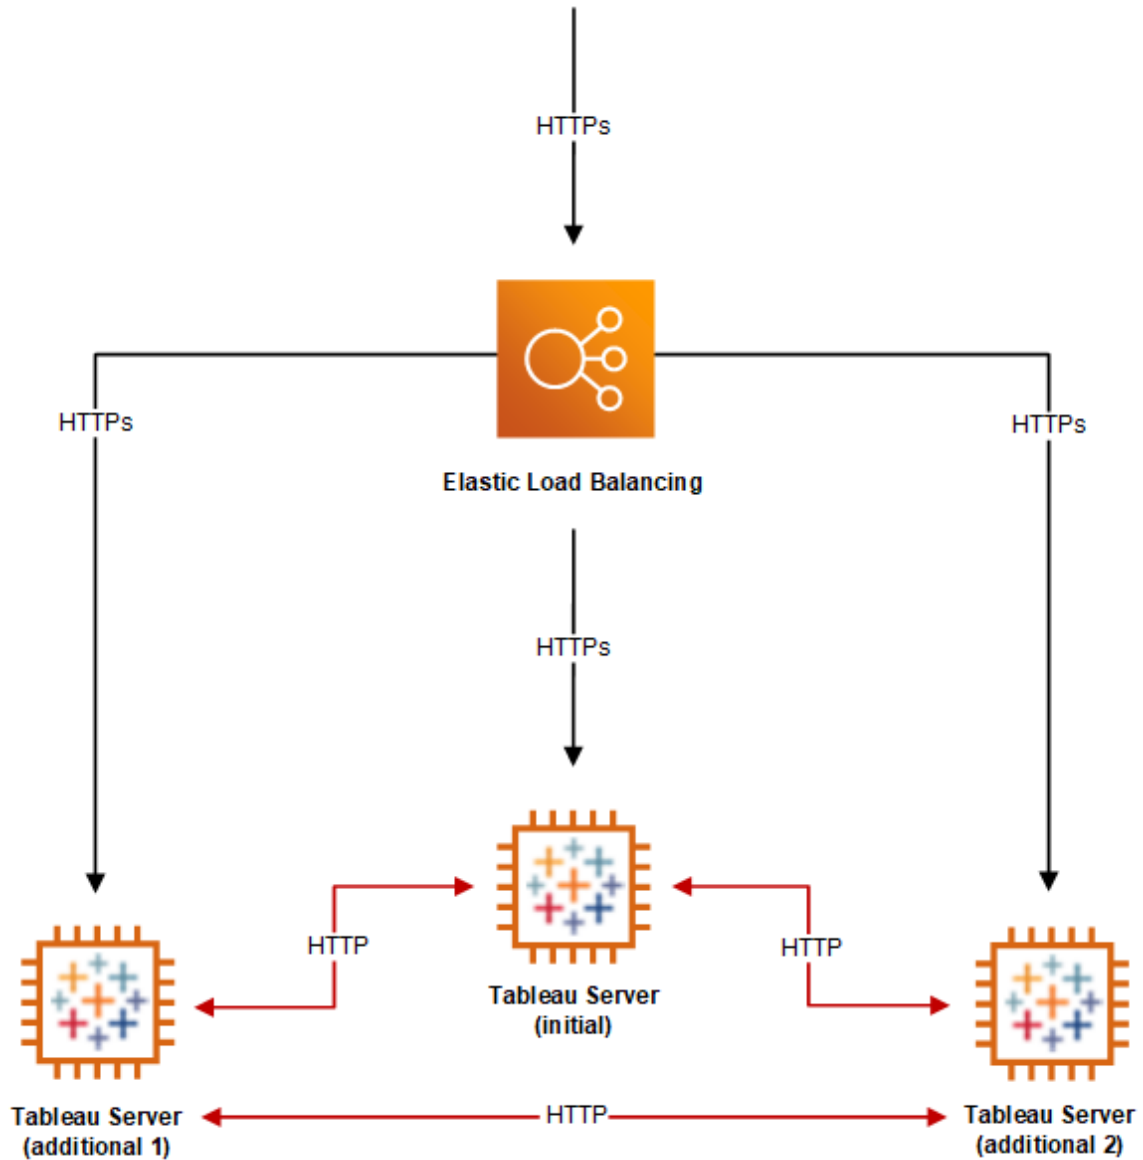 HTTPs
HTTPs
HTTPs
Elastic Load Balancing
HTTPs
HTTP
HTTP
Tableau Server
(initial)
Tableau Server
(additional 1)
HTTP
Tableau Server
(additional 2)